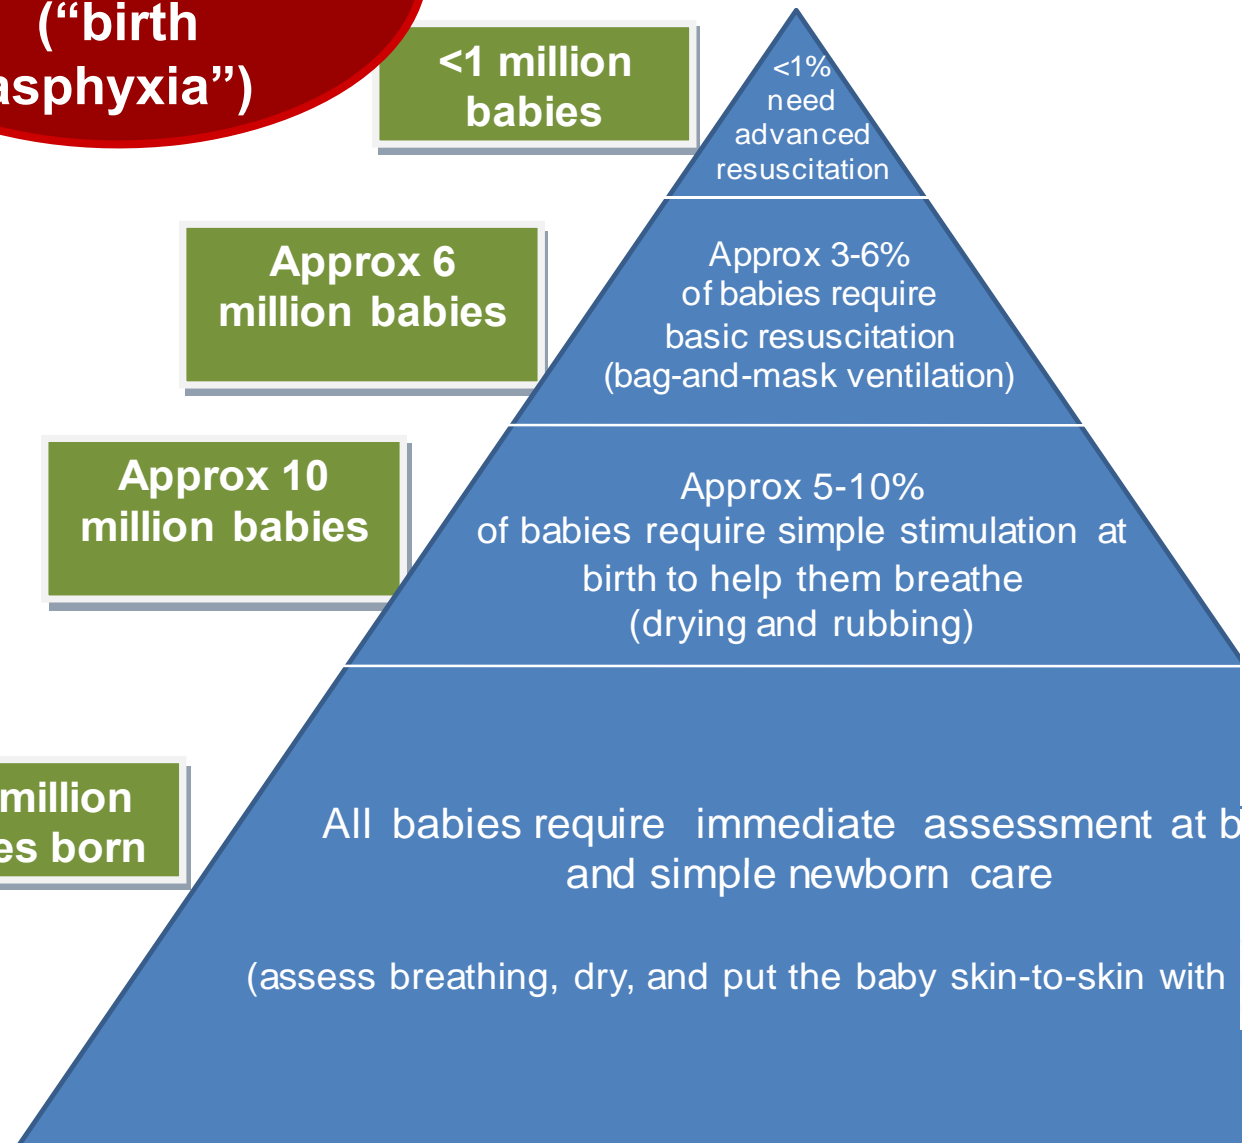 (“birth
asphyxia”)
<1 million
babies
<1%
need
advanced
resuscitation
Approx 6
million babies
Approx 3-6%
of babies require
basic resuscitation
(bag-and-mask ventilation)
Approx 10
million babies
Approx 5-10%
of babies require simple stimulation at
birth to help them breathe
(drying and rubbing)
million
born
All babies require immediate assessment at
and simple newborn care
(assess breathing, dry, and put the baby skin-to-skin with